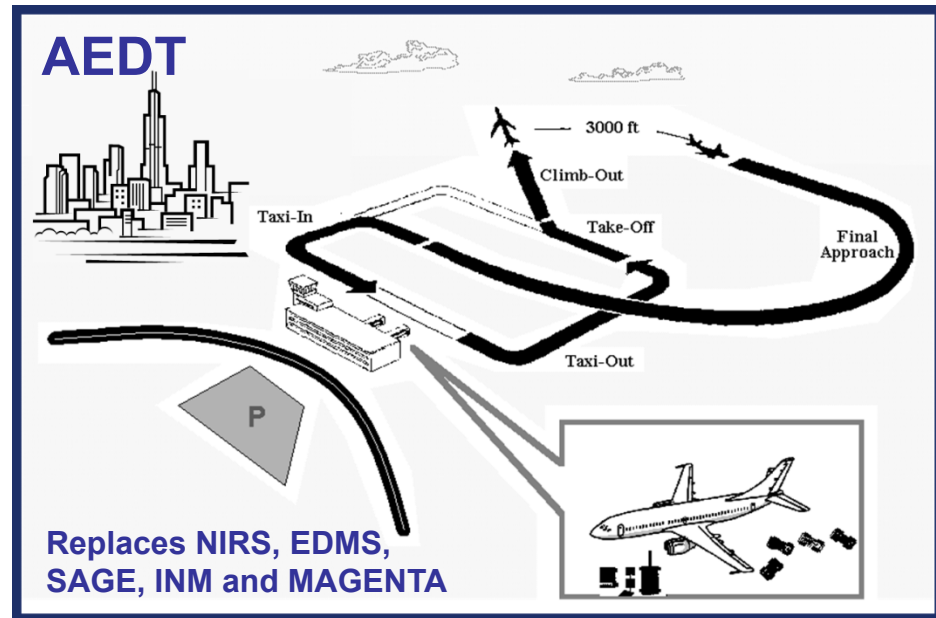 AEDT
3000 ft
Climb-Out
Taxi-In
Take-Off
Final
Approach
Taxi-Out
P
Replaces NIRS, EDMS,
SAGE, INM and MAGENTA